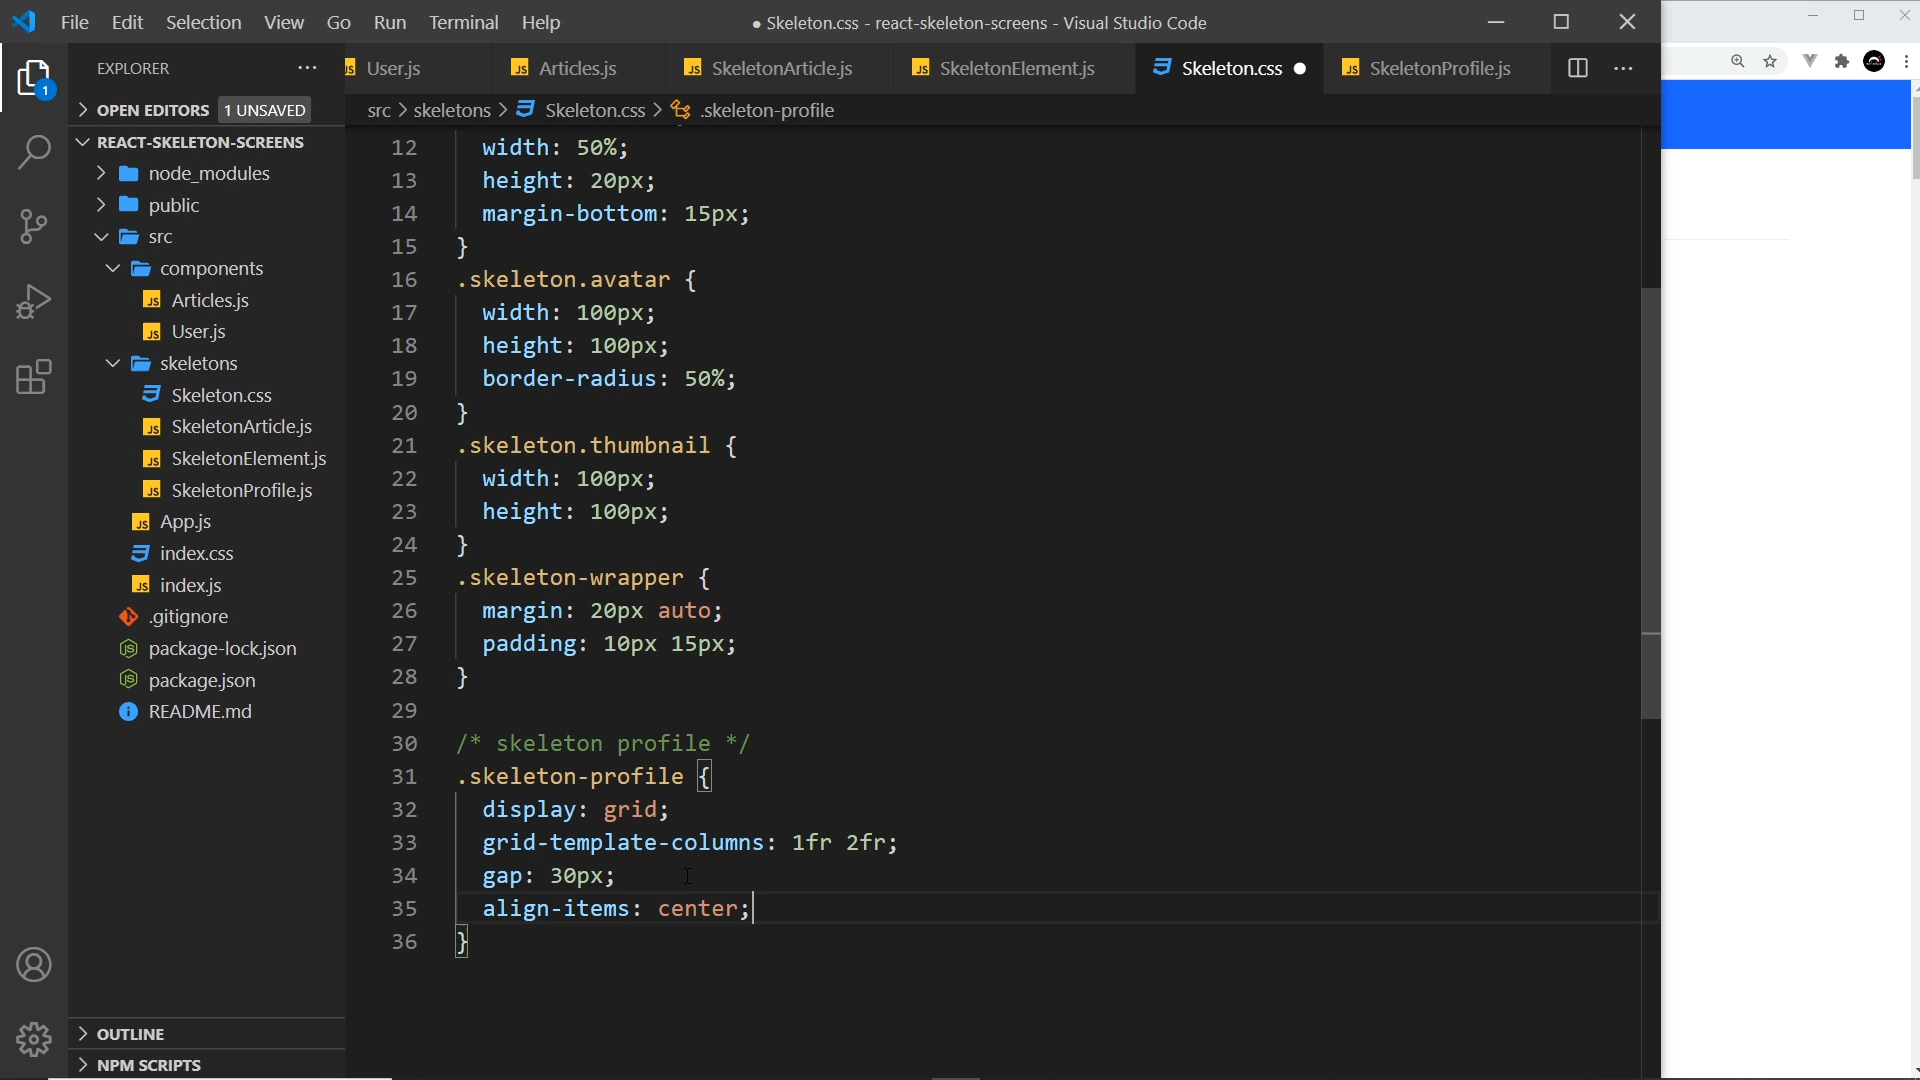 File Edit Selection View Go Run Terminal Help
● Skeleton.css - react-skeleton-screens - Visual Studio Code
EXPLORER
User.js
Articles.js
SkeletonArticle.js
SkeletonElement.js
Skeleton.css
SkeletonProfile.js
1
OPEN EDITORS 1 UNSAVED
src > skeletons > Skeleton.css > .skeleton-profile
REACT-SKELETON-SCREENS
node_modules
public
src
components
Articles.js
User.js
skeletons
Skeleton.css
SkeletonArticle.js
SkeletonElement.js
SkeletonProfile.js
App.js
index.css
index.js
.gitignore
package-lock.json
package.json
README.md
OUTLINE
NPM SCRIPTS
12 width: 50%;
13 height: 20px;
14 margin-bottom: 15px;
15 }
16 .skeleton.avatar {
17 width: 100px;
18 height: 100px;
19 border-radius: 50%;
20 }
21 .skeleton.thumbnail {
22 width: 100px;
23 height: 100px;
24 }
25 .skeleton-wrapper {
26 margin: 20px auto;
27 padding: 10px 15px;
28 }
29
30 /* skeleton profile */
31 .skeleton-profile {
32 display: grid;
33 grid-template-columns: 1fr 2fr;
34 gap: 30px;
35 align-items: center;
36 }